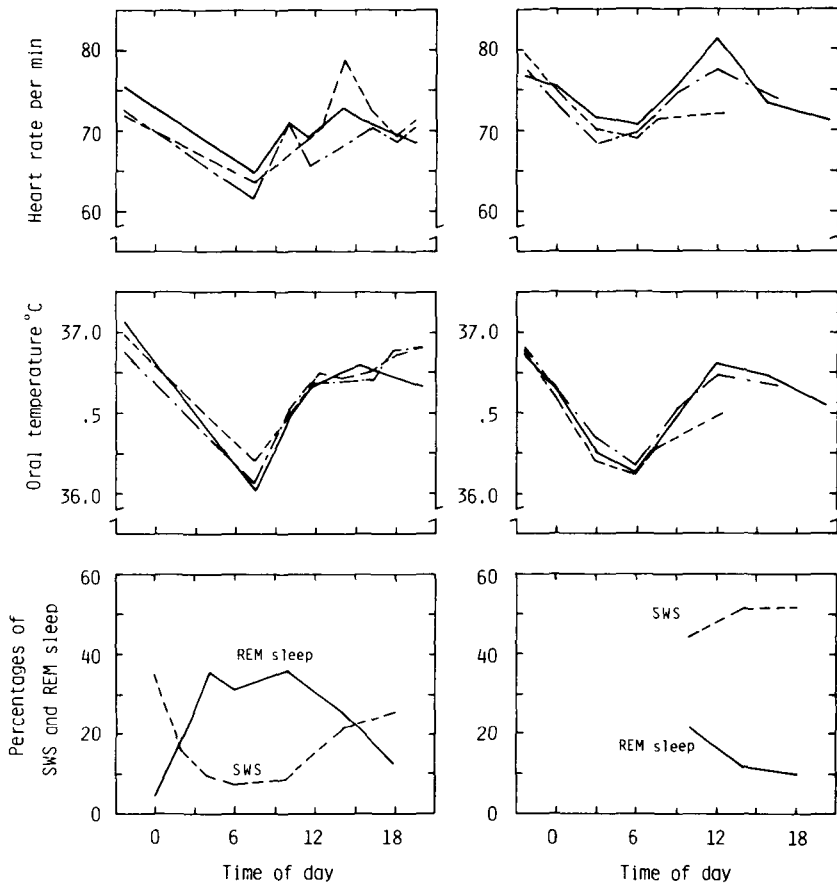 Heart rate per min
80
70
60
80
70
60
Oral temperature °C
37.0
.5
36.0
37.0
.5
36.0
Percentages of
SWS and REM sleep
60
40
20
0
REM sleep
SWS
0 6 12 18
Time of day
60
40
20
0
SWS
REM sleep
0 6 12 18
Time of day